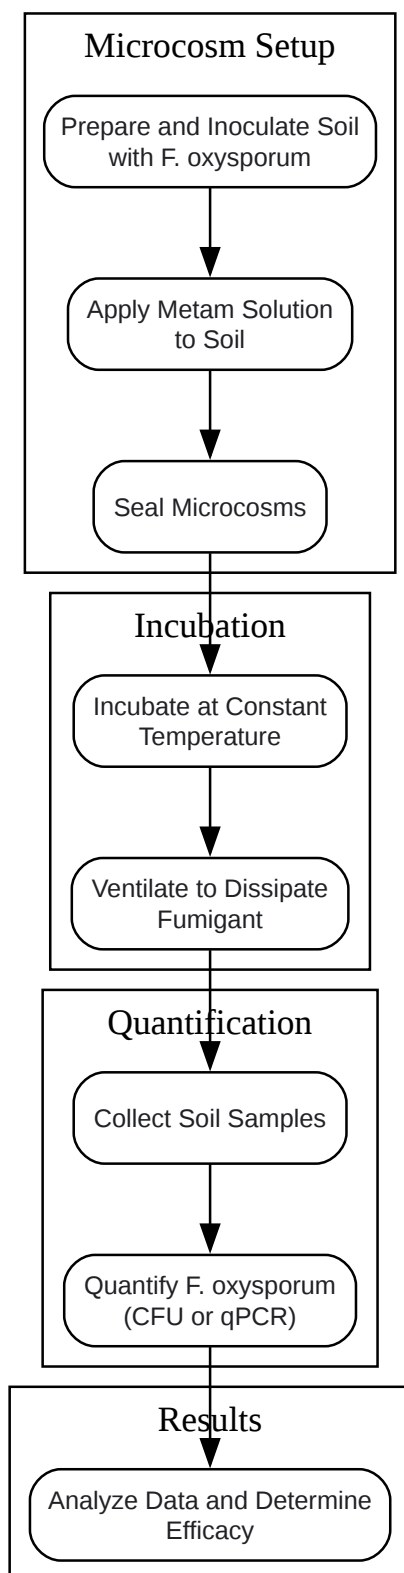 Microcosm Setup
Prepare and Inoculate Soil
with F. oxysporum
Apply Metam Solution
to Soil
Seal Microcosms
Incubation
Incubate at Constant
Temperature
Ventilate to Dissipate
Fumigant
Quantification
Collect Soil Samples
Quantify F. oxysporum
(CFU or qPCR)
Results
Analyze Data and Determine
Efficacy